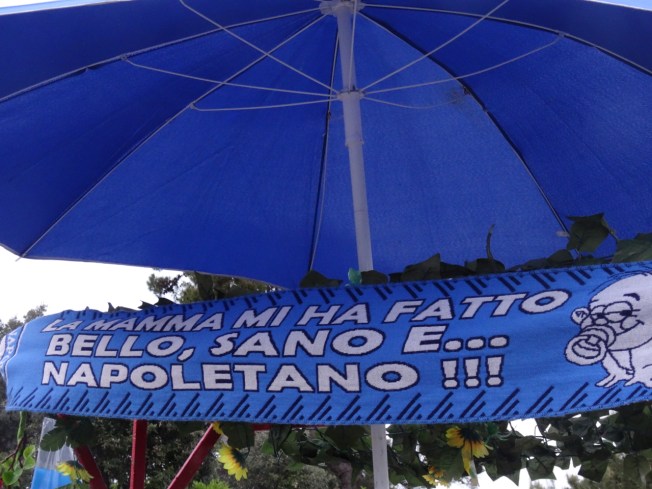 LA MAMMA MI HA FATTO
BELLO, SANO E...
NAPOLETANO !!!